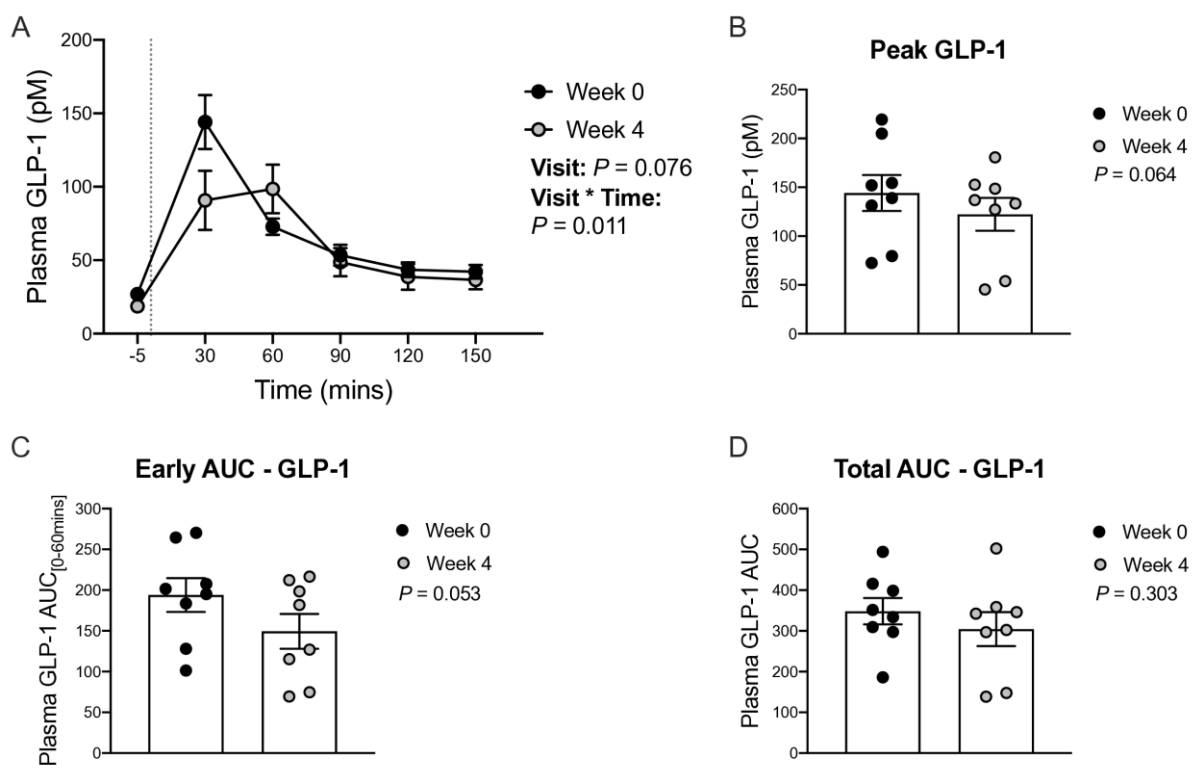 A
Plasma GLP-1 (pM)
200
150
100
50
0
-5
30
60
90
120
150
Time (mins)
Week 0
Week 4
Visit: P = 0.076
Visit * Time:
P = 0.011
B
Peak GLP-1
Plasma GLP-1 (pM)
250
200
150
100
50
0
Week 0
Week 4
P = 0.064
C
Early AUC - GLP-1
Plasma GLP-1 AUC[0-60mins]
300
250
200
150
100
50
0
Week 0
Week 4
P = 0.053
D
Total AUC - GLP-1
Plasma GLP-1 AUC
600
500
400
300
200
100
0
Week 0
Week 4
P = 0.303